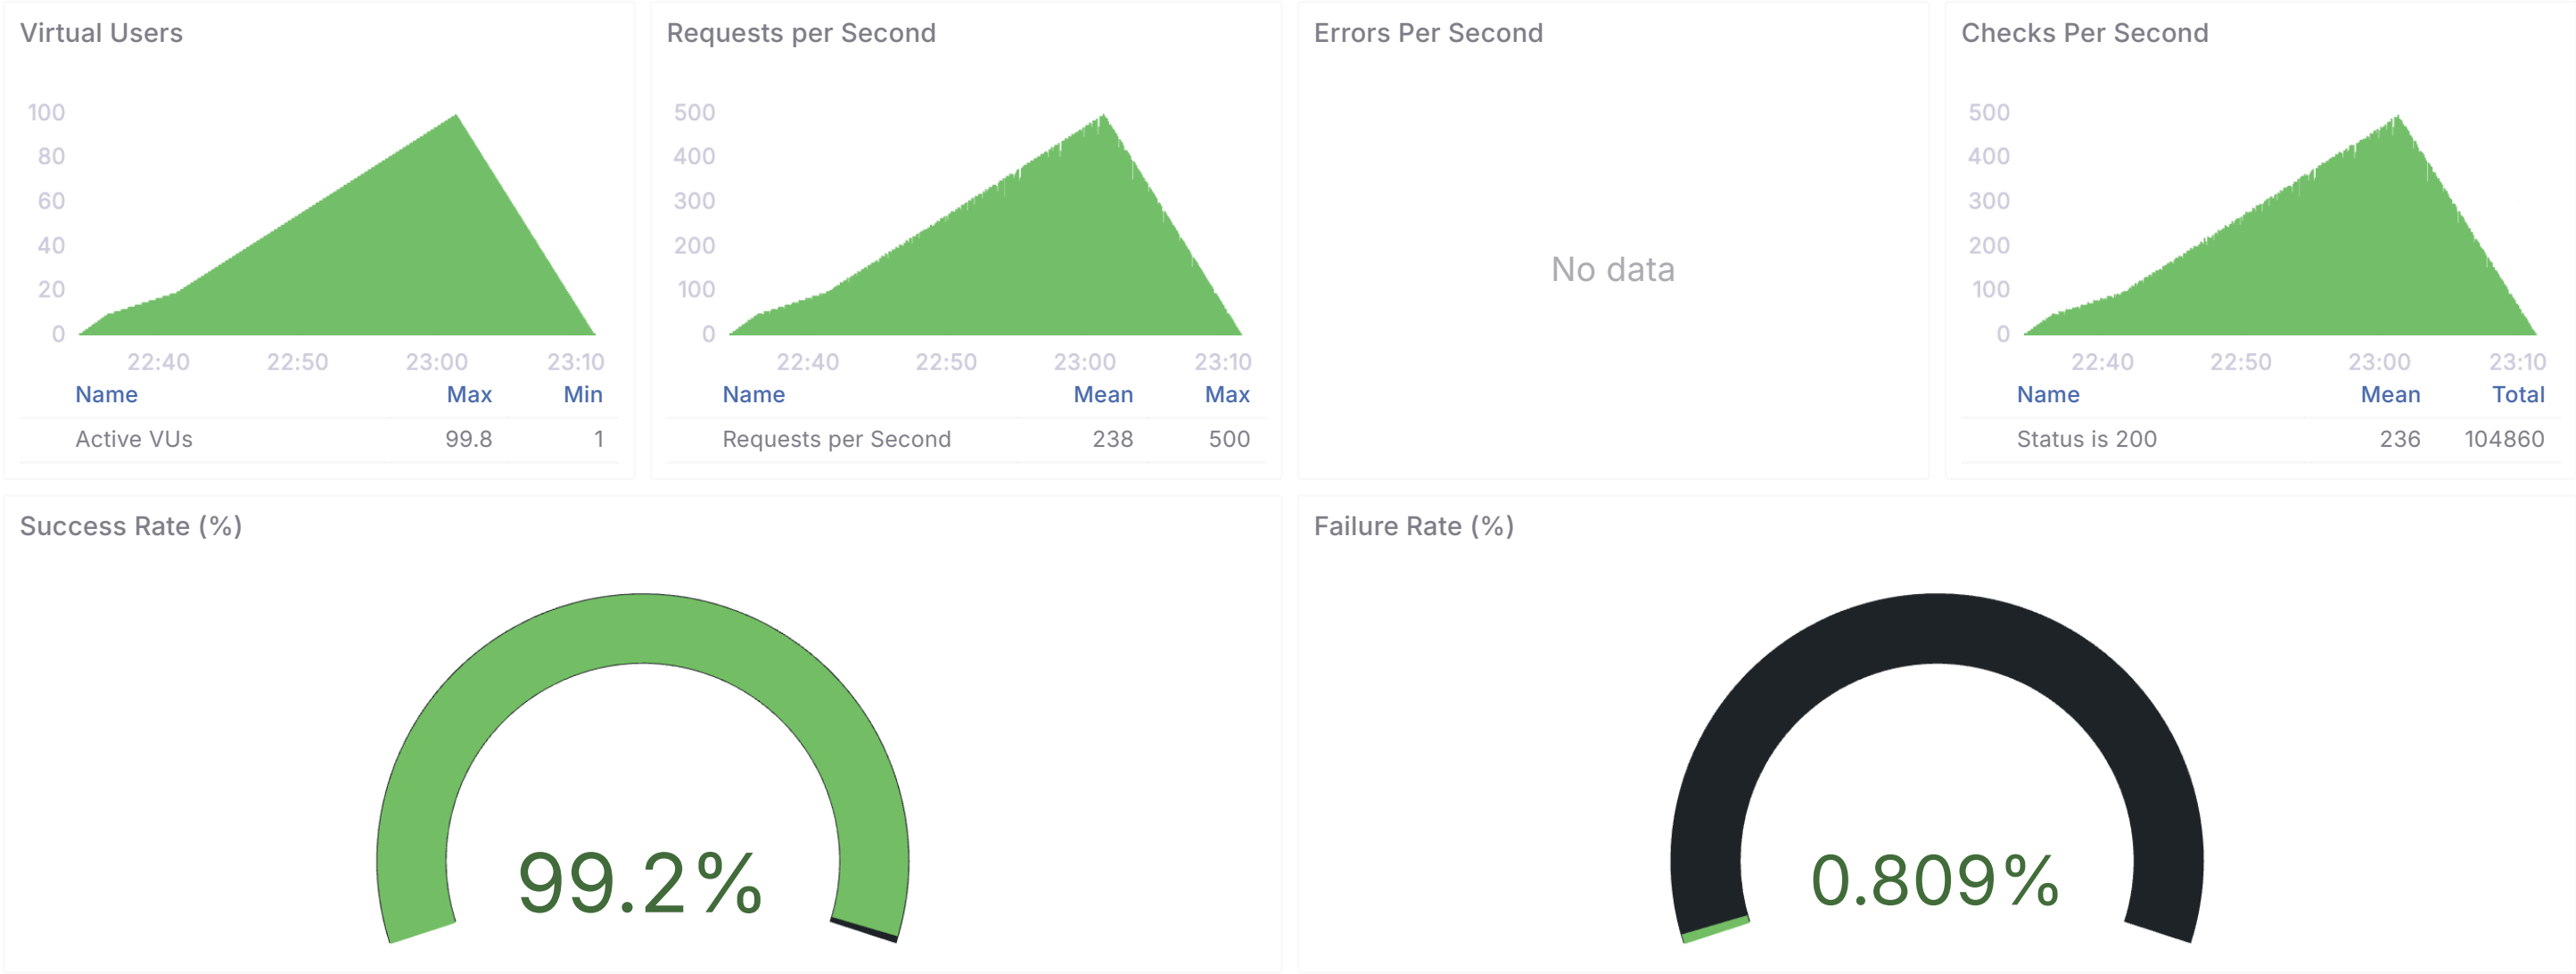 Virtual Users
100
80
60
40
20
0
22:40 22:50 23:00 23:10
Name Max Min
Active VUs 99.8 1
Requests per Second
500
400
300
200
100
0
22:40 22:50 23:00 23:10
Name Mean Max
Requests per Second 238 500
Errors Per Second
No data
Checks Per Second
500
400
300
200
100
0
22:40 22:50 23:00 23:10
Name Mean Total
Status is 200 236 104860
Success Rate (%)
99.2%
Failure Rate (%)
0.809%